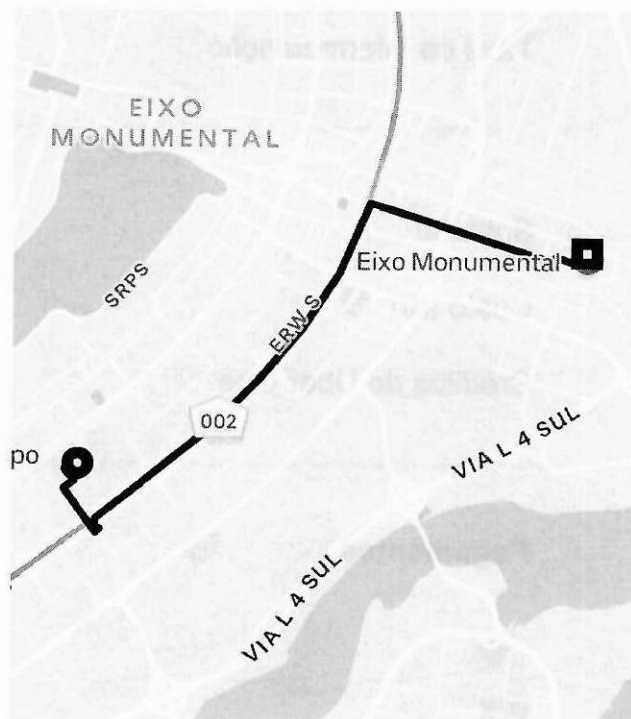 EIXO
MONUMENTAL
SRPS
Eixo Monumental
ERW S
002
po
VIA L 4 SUL
VIA L 4 SUL